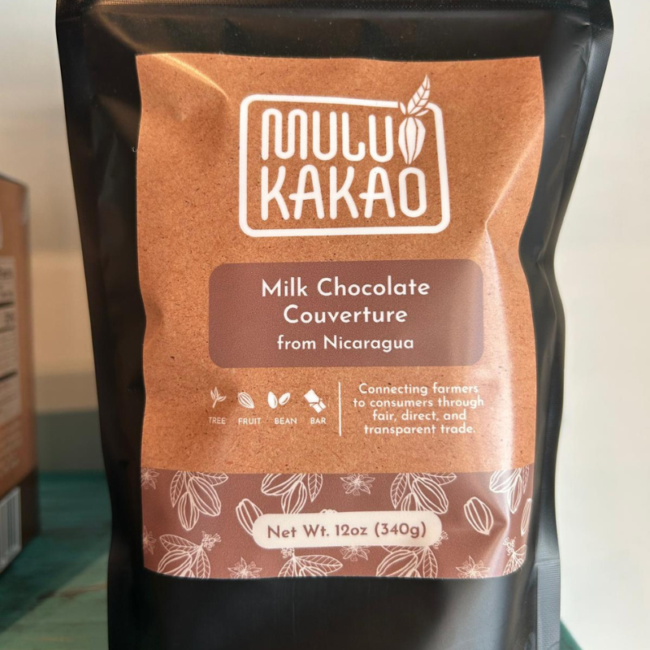 MULU
KAKAO
Milk Chocolate
Couverture
from Nicaragua
TREE FRUIT BEAN BAR
Connecting farmers
to consumers through
fair, direct, and
transparent trade.
Net Wt. 12oz (340g)